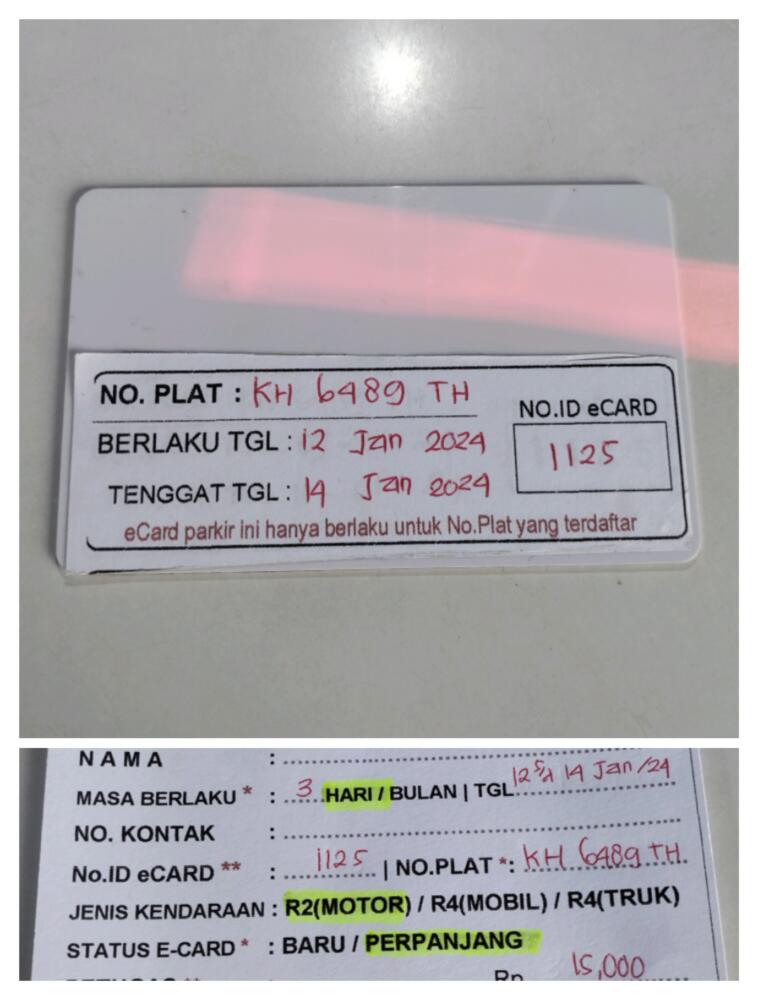 NO. PLAT : KH 6489 TH
NO.ID eCARD
BERLAKU TGL : 12 Jan 2024
1125
TENGGAT TGL : 14 Jan 2024
eCard parkir ini hanya berlaku untuk No.Plat yang terdaftar
NAMA :
MASA BERLAKU * : 3 HARI / BULAN | TGL 12 s/d 14 Jan /24
NO. KONTAK :
No.ID eCARD ** : 1125 | NO.PLAT *: KH 6489 TH.
JENIS KENDARAAN : R2(MOTOR) / R4(MOBIL) / R4(TRUK)
STATUS E-CARD * : BARU / PERPANJANG
Rp 15,000